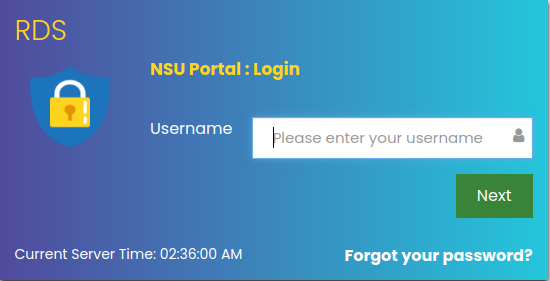 RDS
NSU Portal : Login
Username
Please enter your username
Next
Current Server Time: 02:36:00 AM
Forgot your password?